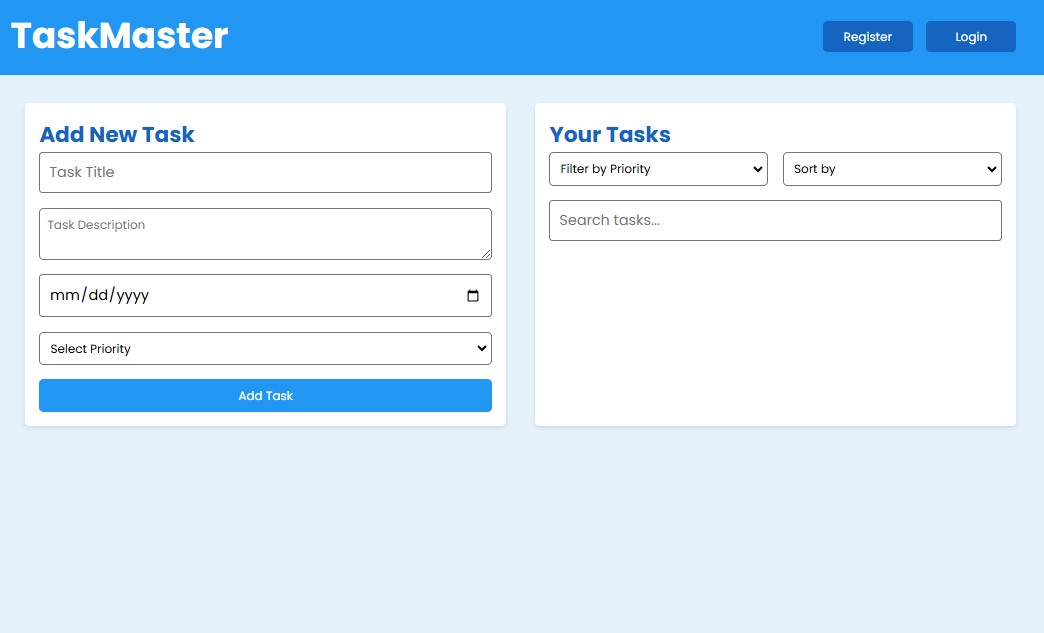 TaskMaster
Register
Login
Add New Task
Task Title
Task Description
mm/dd/yyyy
Select Priority
Add Task
Your Tasks
Filter by Priority
Sort by
Search tasks...